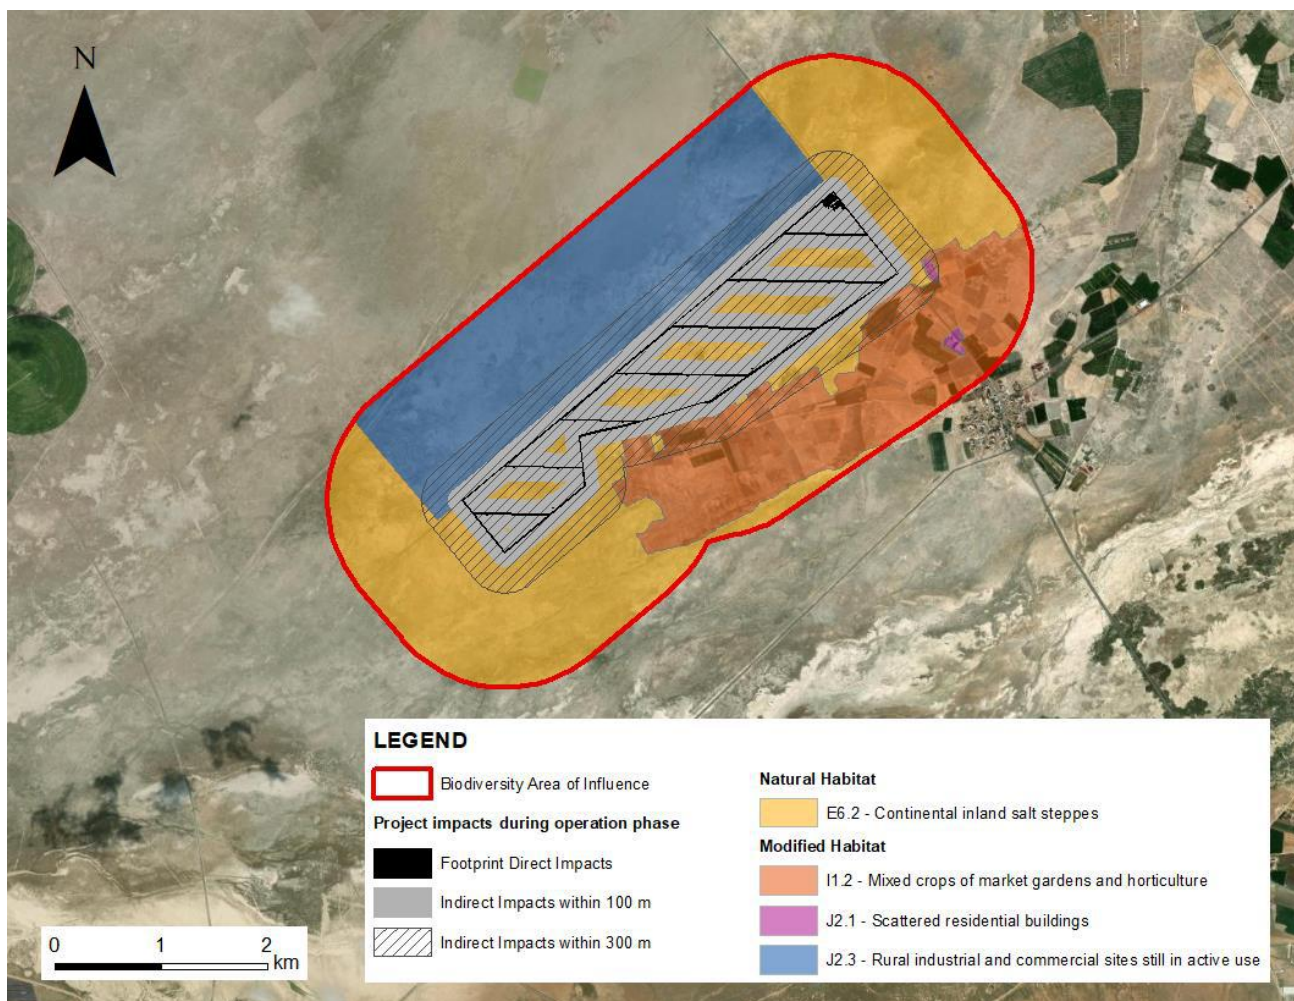 N
LEGEND
Biodiversity Area of Influence
Project impacts during operation phase
Footprint Direct Impacts
Indirect Impacts within 100 m
Indirect Impacts within 300 m
Natural Habitat
E6.2 - Continental inland salt steppes
Modified Habitat
I1.2 - Mixed crops of market gardens and horticulture
J2.1 - Scattered residential buildings
J2.3 - Rural industrial and commercial sites still in active use
0 1 2
km